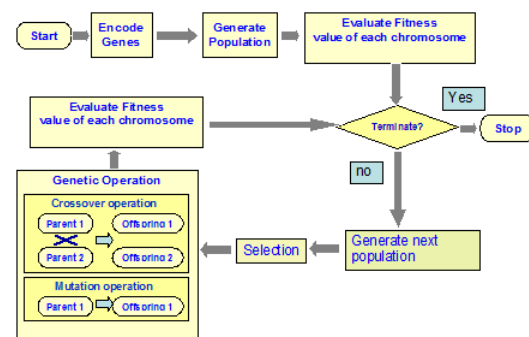 Start
Encode
Genes
Generate
Population
Evaluate Fitness
value of each chromosome
Yes
Terminate?
Stop
Evaluate Fitness
value of each chromosome
no
Genetic Operation
Crossover operation
Parent 1
Offspring 1
Parent 2
Offspring 2
Mutation operation
Parent 1
Offspring 1
Selection
Generate next
population